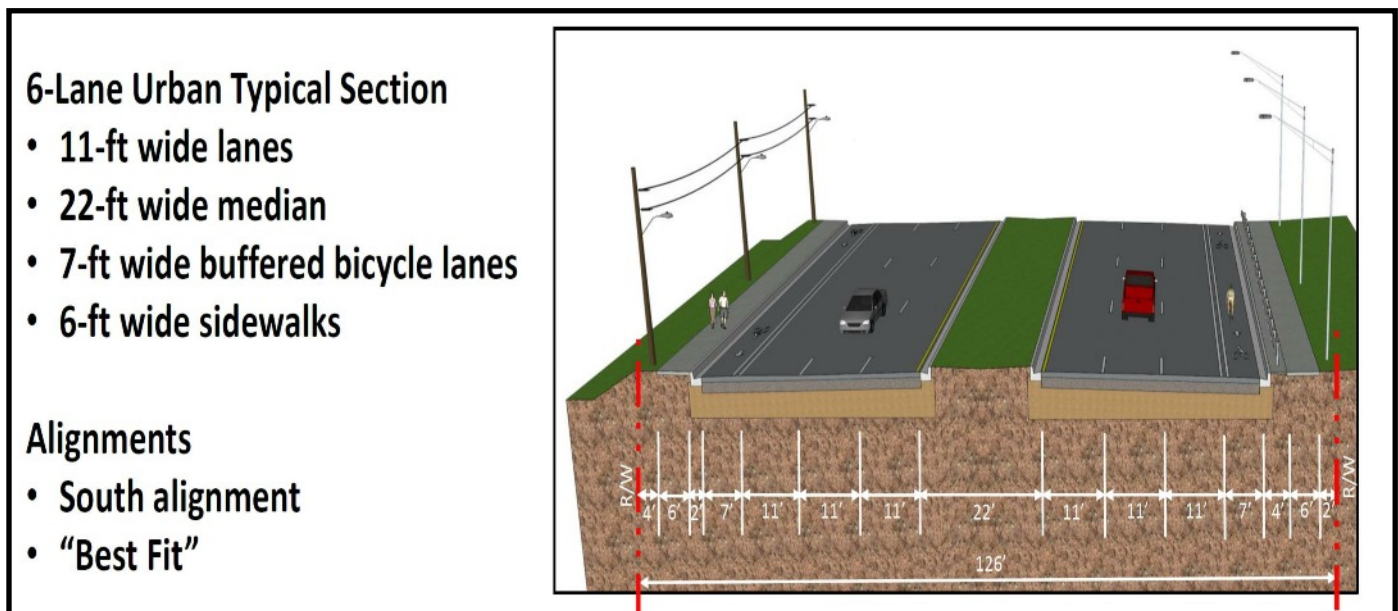 6-Lane Urban Typical Section
• 11-ft wide lanes
• 22-ft wide median
• 7-ft wide buffered bicycle lanes
• 6-ft wide sidewalks
Alignments
• South alignment
• “Best Fit”
R/W 4’ 6’ 2’ 7’ 11’ 11’ 11’ 22’ 11’ 11’ 11’ 7’ 4’ 6’ 2’ R/W
126’